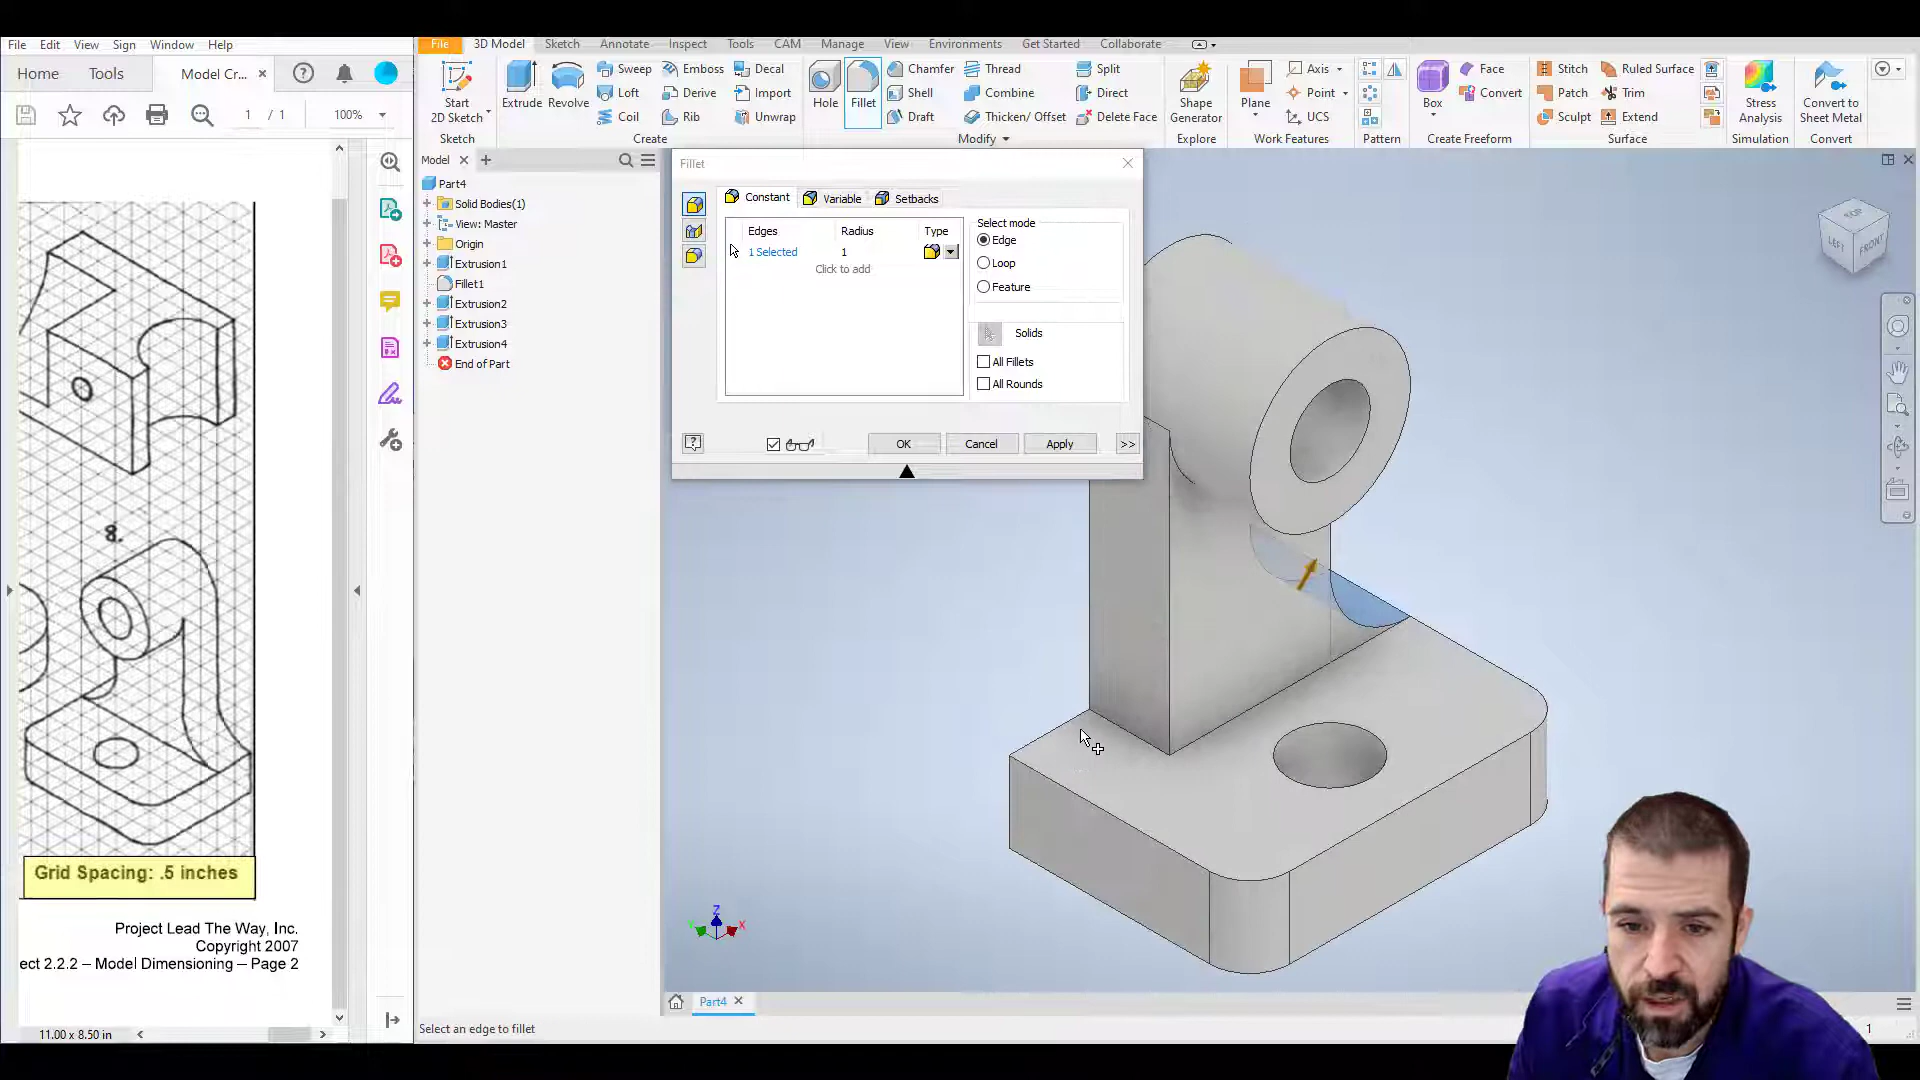 File Edit View Sign Window Help
Home Tools Model Cr...
1 / 1 100%
8.
Grid Spacing: .5 inches
Project Lead The Way, Inc.
Copyright 2007
ect 2.2.2 – Model Dimensioning – Page 2
11.00 x 8.50 in
File 3D Model Sketch Annotate Inspect Tools CAM Manage View Environments Get Started Collaborate
Start
2D Sketch
Sketch
Extrude Revolve
Sweep Emboss Decal
Loft Derive Import
Coil Rib Unwrap
Create
Hole Fillet
Chamfer Thread Split
Shell Combine Direct
Draft Thicken/ Offset Delete Face
Modify
Shape
Generator
Explore
Plane
Axis
Point
UCS
Work Features
Pattern
Box
Face
Convert
Create Freeform
Stitch Ruled Surface
Patch Trim
Sculpt Extend
Surface
Stress
Analysis
Simulation
Convert to
Sheet Metal
Convert
Model
Part4
Solid Bodies(1)
View: Master
Origin
Extrusion1
Fillet1
Extrusion2
Extrusion3
Extrusion4
End of Part
Fillet
Constant Variable Setbacks
Edges Radius Type
1 Selected 1
Click to add
Select mode
Edge
Loop
Feature
Solids
All Fillets
All Rounds
OK Cancel Apply >>
TOP
LEFT FRONT
Z
Y X
Part4
Select an edge to fillet
1